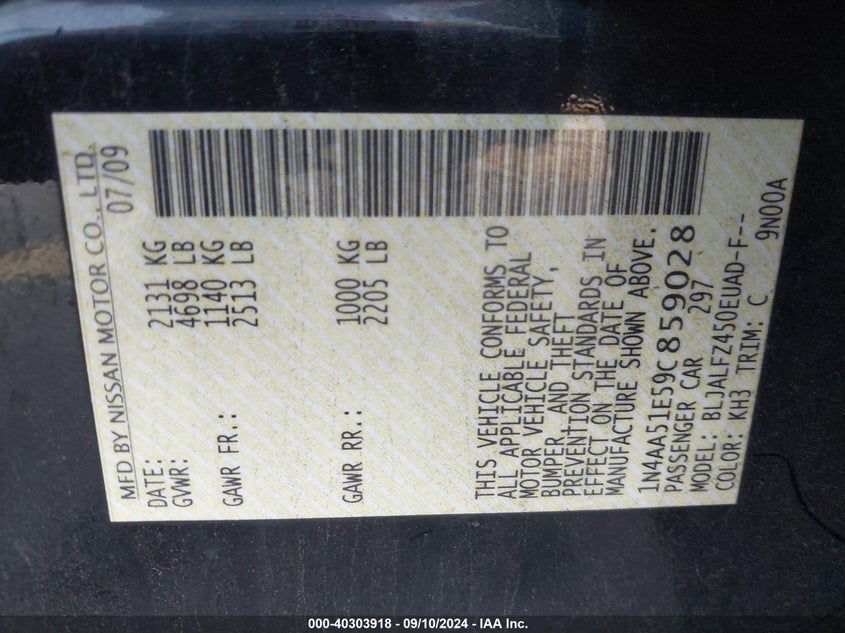 MFD BY NISSAN MOTOR CO., LTD.
DATE: 07/09
GVWR: 2131 KG
4698 LB
GAWR FR.: 1140 KG
2513 LB
GAWR RR.: 1000 KG
2205 LB
THIS VEHICLE CONFORMS TO
ALL APPLICABLE FEDERAL
MOTOR VEHICLE SAFETY,
BUMPER, AND THEFT
PREVENTION STANDARDS IN
EFFECT ON THE DATE OF
MANUFACTURE SHOWN ABOVE.
1N4AA51E59C859028
PASSENGER CAR 297
MODEL: BLJALFZ450EUAD-F--
COLOR: KH3 TRIM: C 9N00A
000-40303918 - 09/10/2024 - IAA Inc.